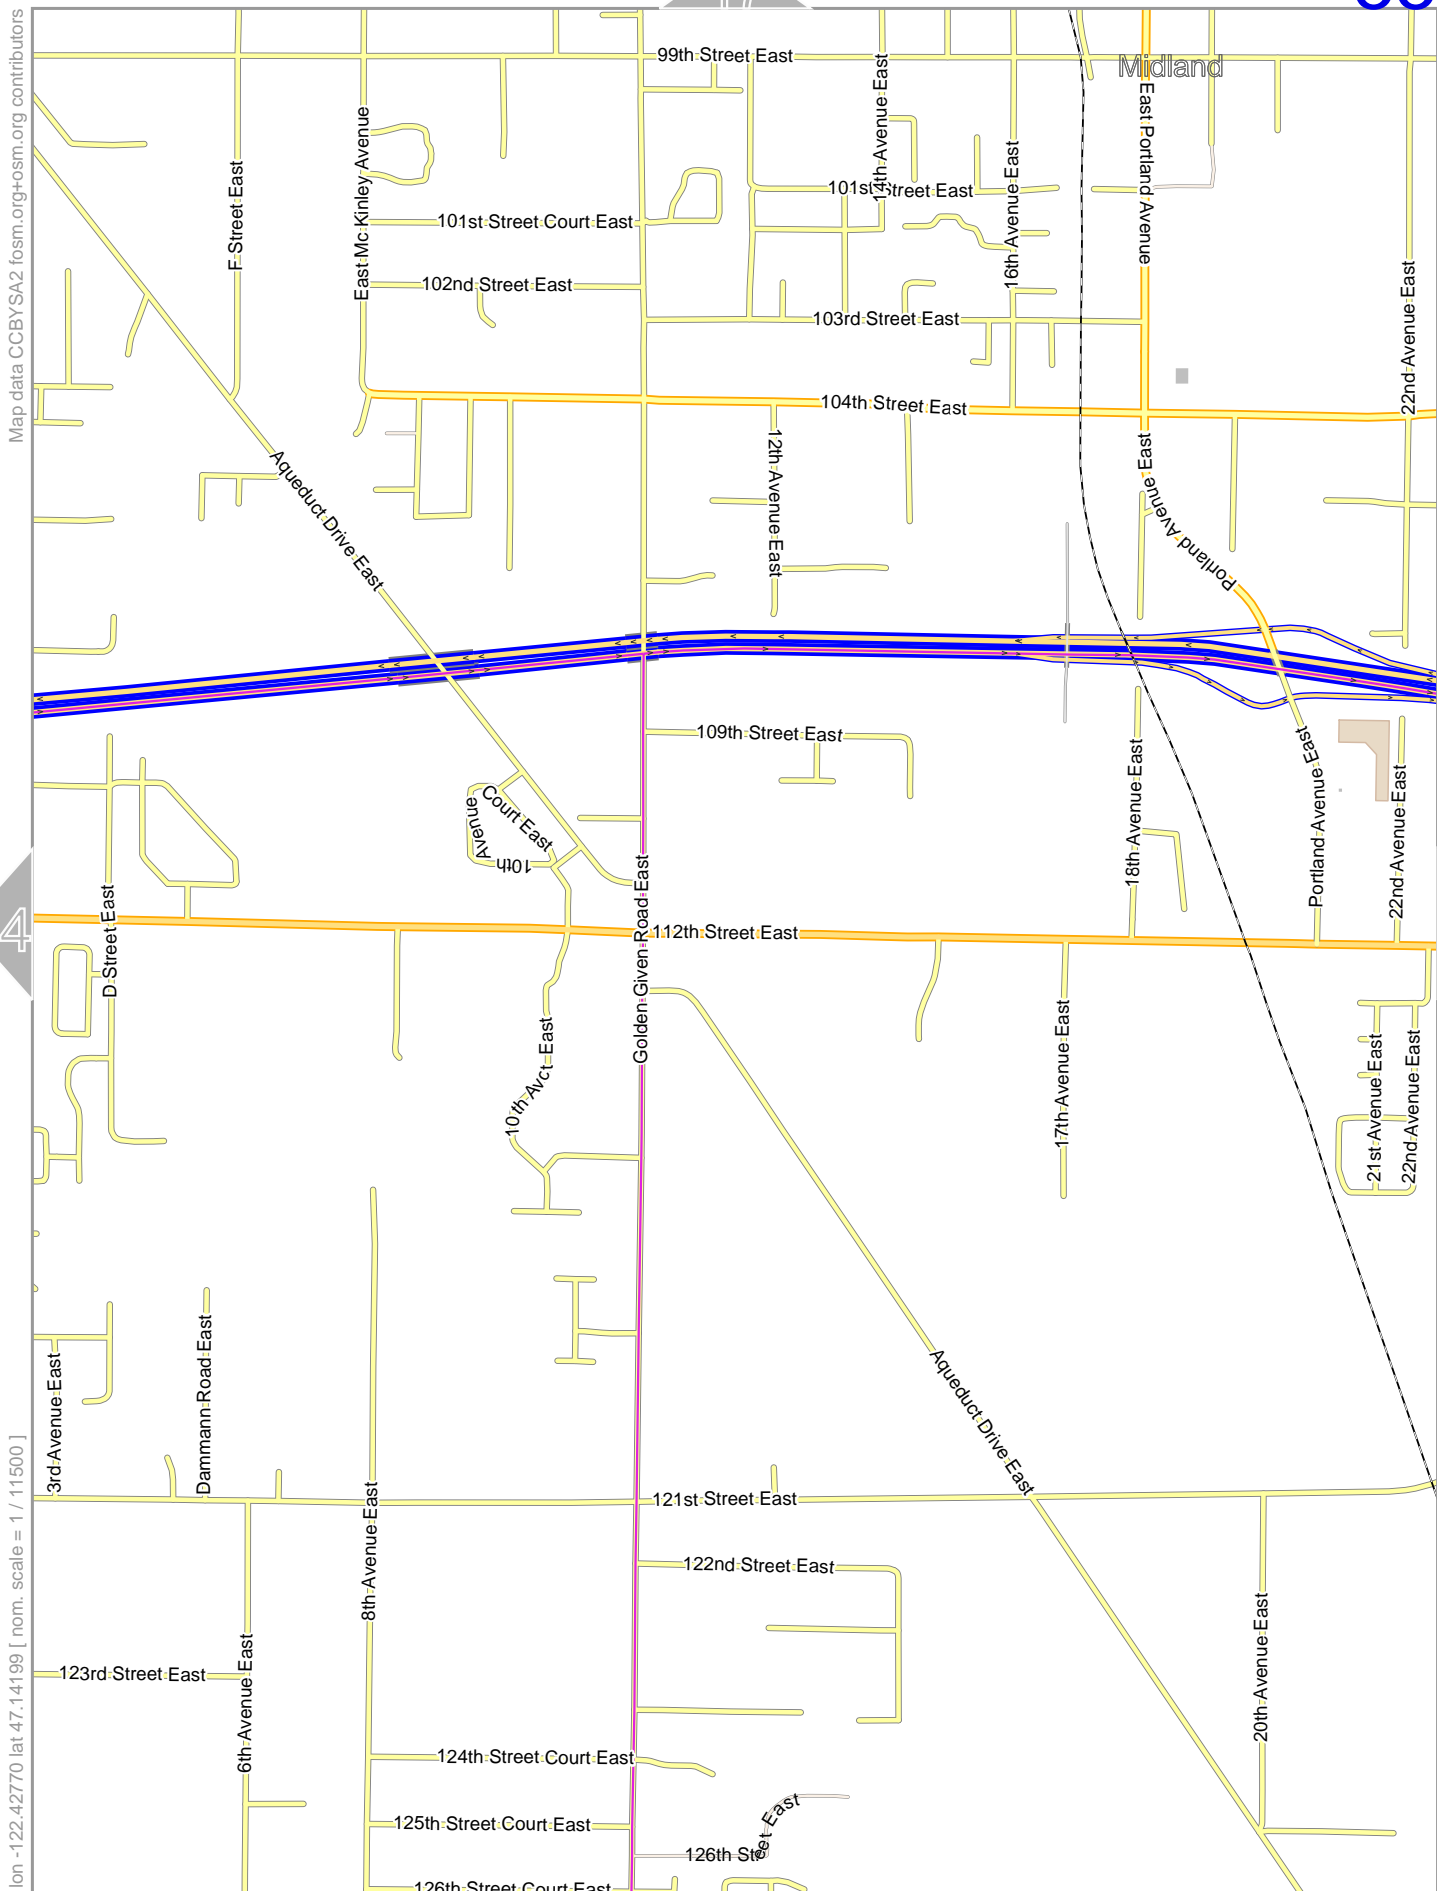 Map data CCBYSA2 fosm.org+osm.org contributors
lon -122.42770 lat 47.14199 [ nom. scale = 1 / 11500 ]
99th Street East
Midland
14th Avenue East
East Portland Avenue
East Mc Kinley Avenue
F Street East
16th Avenue East
101st Street East
101st Street Court East
102nd Street East
22nd Avenue East
103rd Street East
104th Street East
12th Avenue East
East Portland Avenue
Aqueduct Drive East
109th Street East
18th Avenue East
Portland Avenue East
22nd Avenue East
10th Avenue Court East
D Street East
Golden Given Road East
4
112th Street East
10 th Avct East
17th Avenue East
21st Avenue East
22nd Avenue East
3rd Avenue East
Dammann Road East
Aqueduct Drive East
8th Avenue East
121st Street East
122nd Street East
20th Avenue East
6th Avenue East
123rd Street East
124th Street Court East
125th Street Court East
126th Street East
126th Street Court East